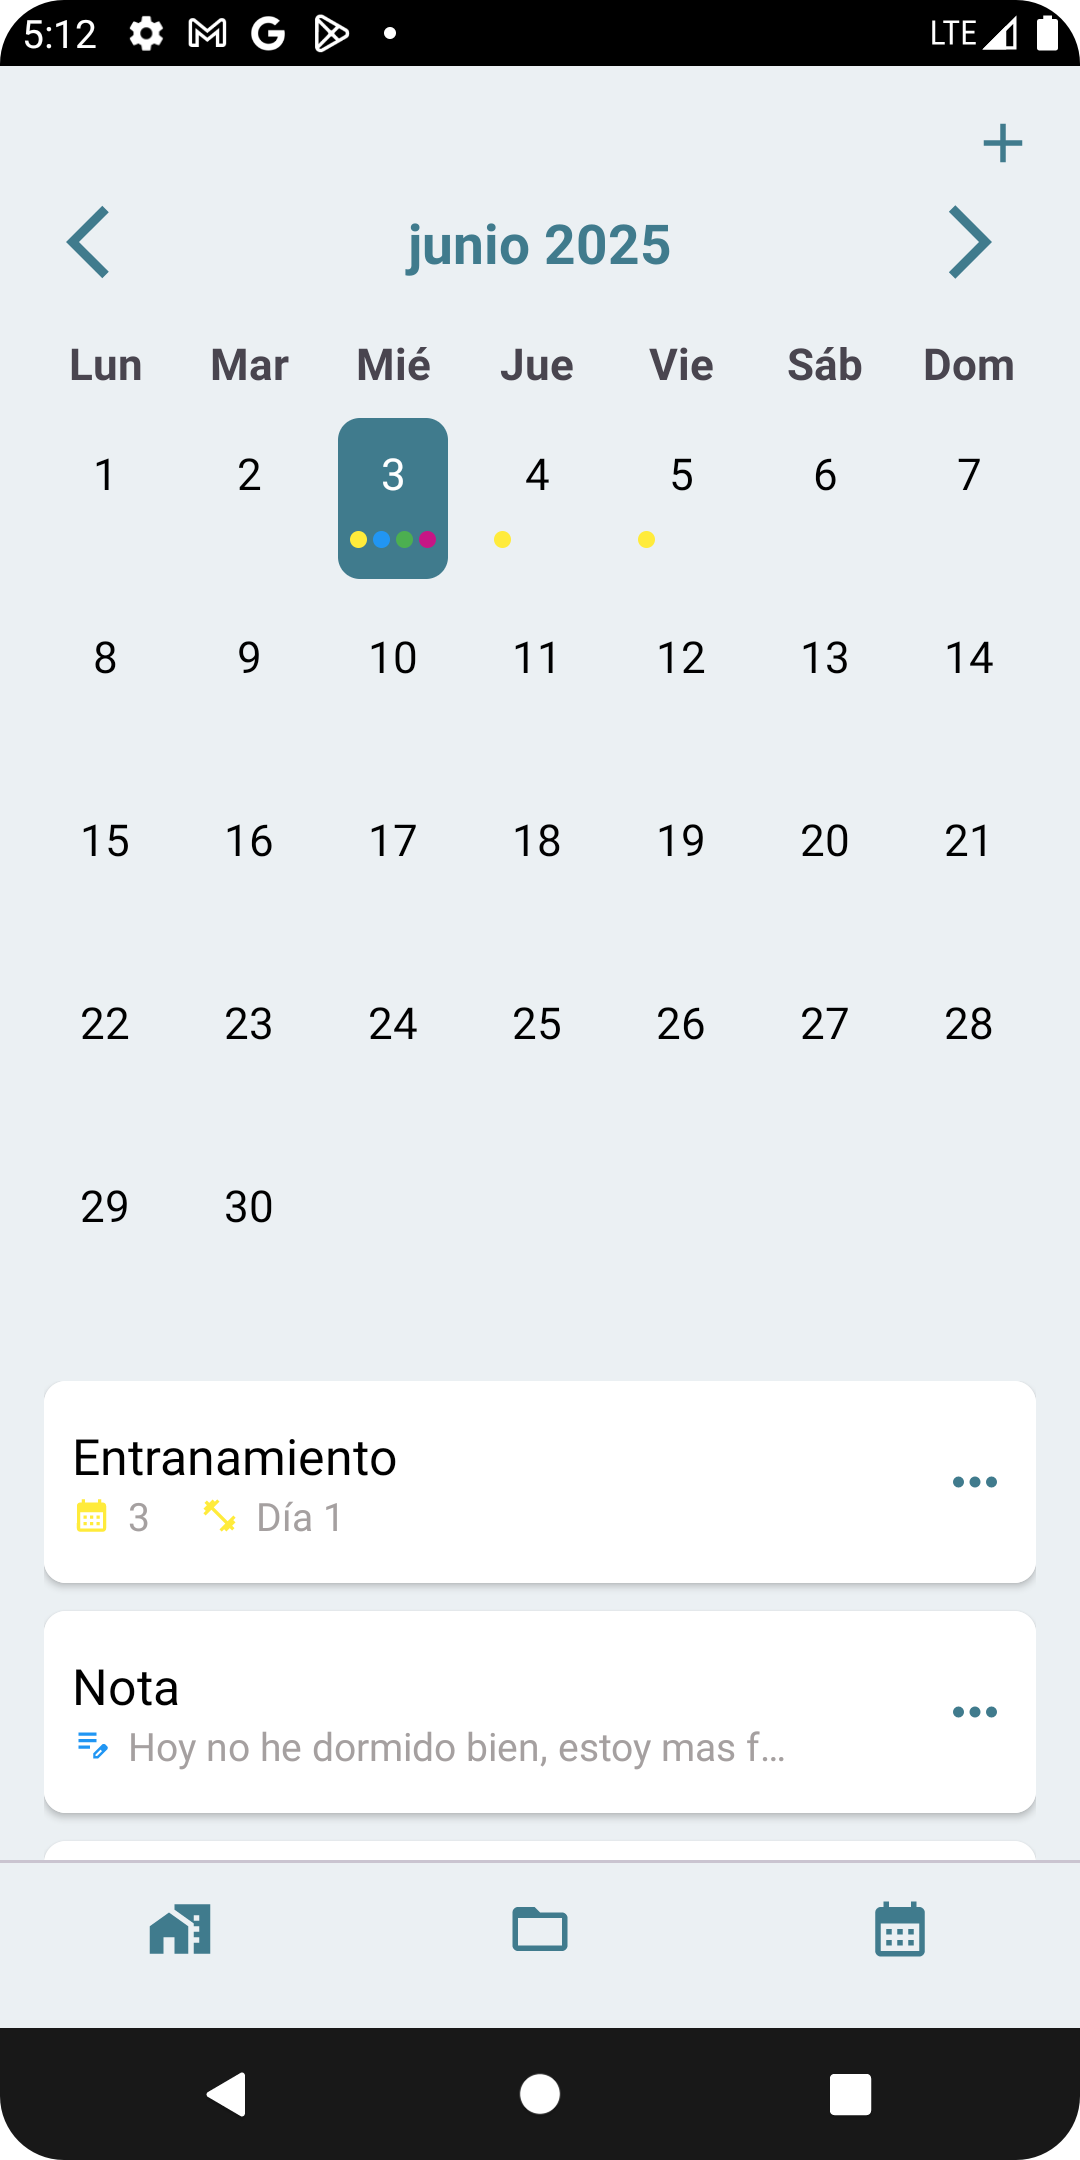 5:12 LTE
junio 2025
Lun Mar Mié Jue Vie Sáb Dom
1 2 3 4 5 6 7
8 9 10 11 12 13 14
15 16 17 18 19 20 21
22 23 24 25 26 27 28
29 30
Entranamiento
3 Día 1
Nota
Hoy no he dormido bien, estoy mas f...